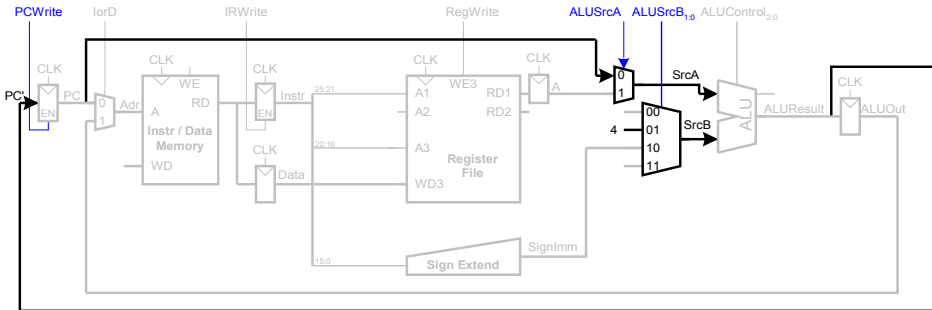 PCWrite IorD IRWrite RegWrite ALUSrcA ALUSrcB1:0 ALUControl2:0
CLK CLK CLK CLK CLK CLK
PC' EN PC 0 1 Adr
A WE RD
Instr / Data Memory
WD
EN Instr
CLK
Data
25:21
20:16
15:0
A1 WE3 RD1
A2 RD2
A3
WD3
Register File
A
0
1
SrcA
4
00
01
10
11
SrcB
ALU
ALUResult
ALUOut
SignImm
Sign Extend